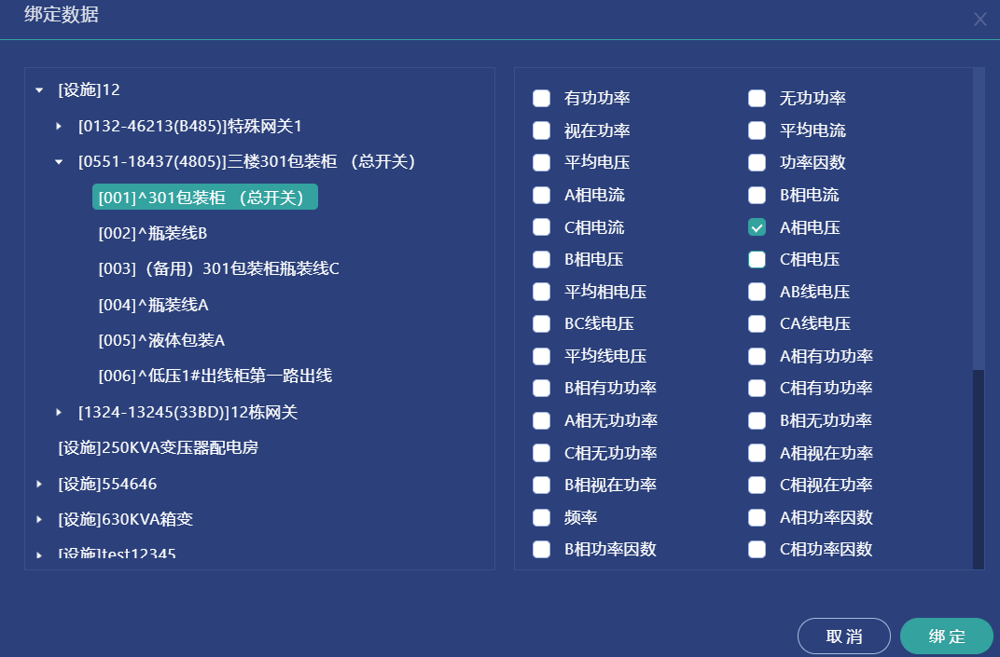 绑定数据
[设施]12
[0132-46213(B485)]特殊网关1
[0551-18437(4805)]三楼301包装柜 （总开关）
[001]^301包装柜 （总开关）
[002]^瓶装线B
[003]（备用）301包装柜瓶装线C
[004]^瓶装线A
[005]^液体包装A
[006]^低压1#出线柜第一路出线
[1324-13245(33BD)]12栋网关
[设施]250KVA变压器配电房
[设施]554646
[设施]630KVA箱变
[设施]test12345
有功功率 无功功率
视在功率 平均电流
平均电压 功率因数
A相电流 B相电流
C相电流 A相电压
B相电压 C相电压
平均相电压 AB线电压
BC线电压 CA线电压
平均线电压 A相有功功率
B相有功功率 C相有功功率
A相无功功率 B相无功功率
C相无功功率 A相视在功率
B相视在功率 C相视在功率
频率 A相功率因数
B相功率因数 C相功率因数
取消 绑定